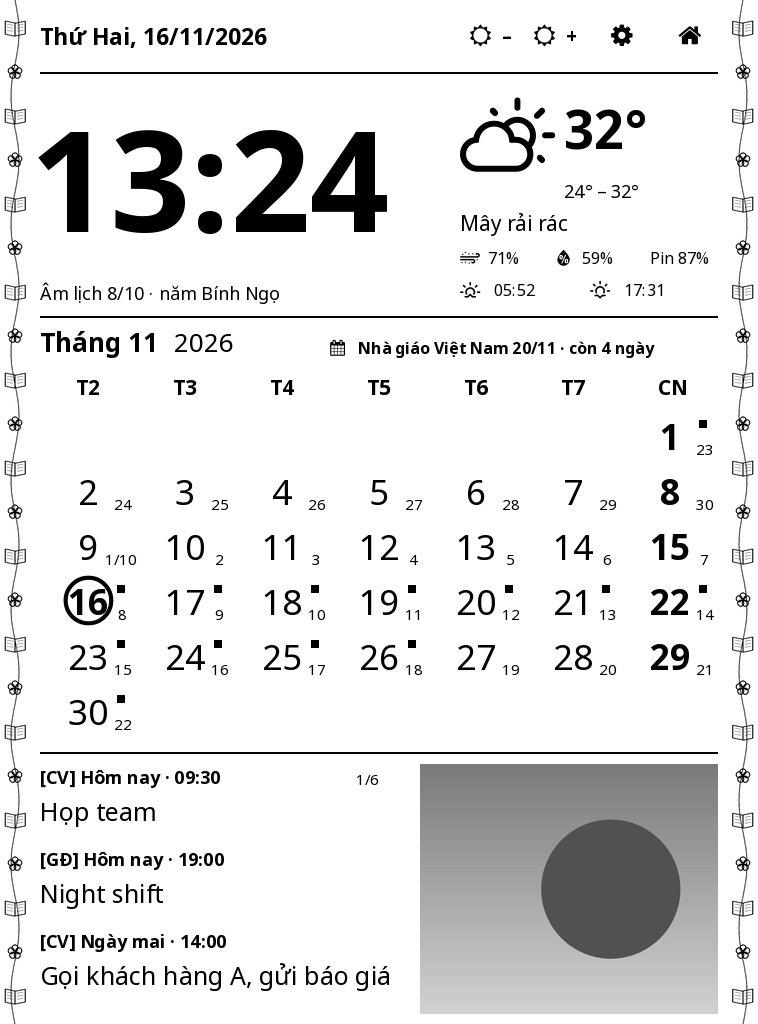 Thứ Hai, 16/11/2026 – +
13:24
32°
24° – 32°
Mây rải rác
71% 59% Pin 87%
05:52 17:31
Âm lịch 8/10 · năm Bính Ngọ
Tháng 11 2026 Nhà giáo Việt Nam 20/11 · còn 4 ngày
T2 T3 T4 T5 T6 T7 CN
1 23
2 24 3 25 4 26 5 27 6 28 7 29 8 30
9 1/10 10 2 11 3 12 4 13 5 14 6 15 7
16 8 17 9 18 10 19 11 20 12 21 13 22 14
23 15 24 16 25 17 26 18 27 19 28 20 29 21
30 22
[CV] Hôm nay · 09:30 1/6
Họp team
[GĐ] Hôm nay · 19:00
Night shift
[CV] Ngày mai · 14:00
Gọi khách hàng A, gửi báo giá